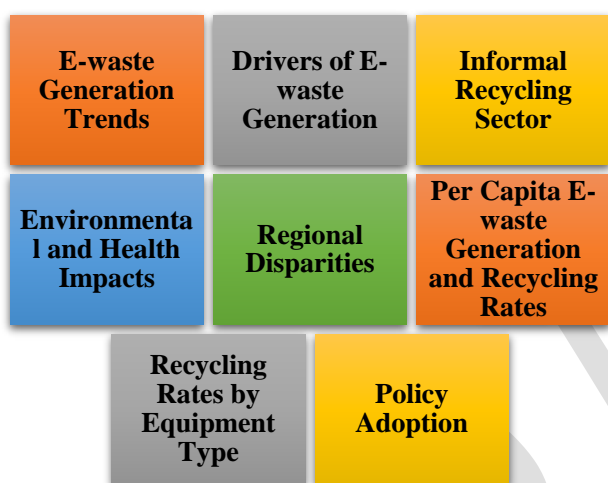 E-waste
Generation
Trends
Drivers of E-
waste
Generation
Informal
Recycling
Sector
Environmenta
l and Health
Impacts
Regional
Disparities
Per Capita E-
waste
Generation
and Recycling
Rates
Recycling
Rates by
Equipment
Type
Policy
Adoption